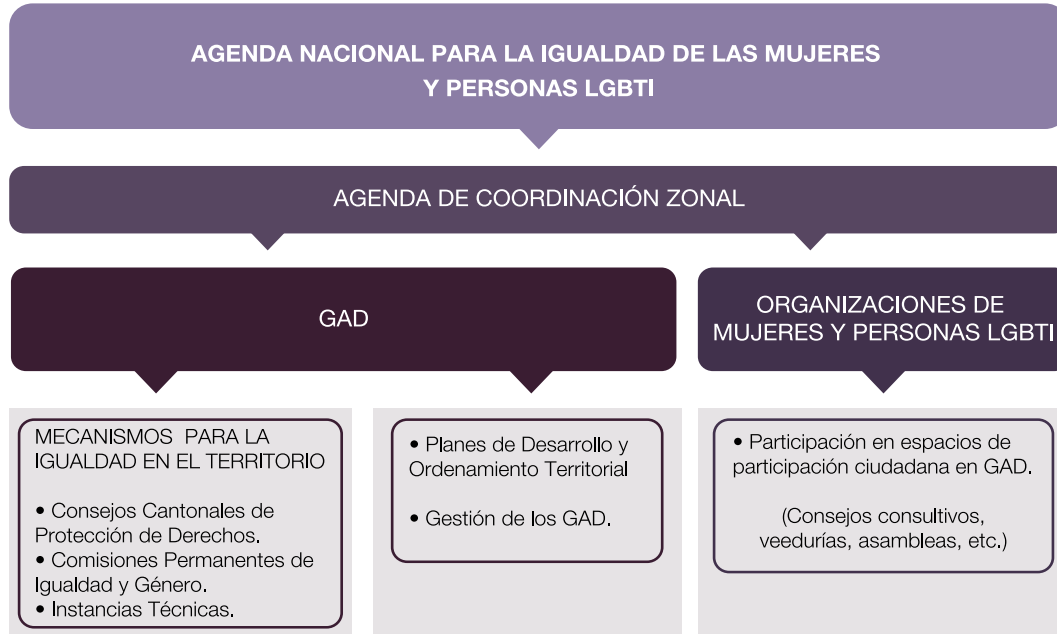 AGENDA NACIONAL PARA LA IGUALDAD DE LAS MUJERES
Y PERSONAS LGBTI
AGENDA DE COORDINACIÓN ZONAL
GAD
ORGANIZACIONES DE
MUJERES Y PERSONAS LGBTI
MECANISMOS PARA LA
IGUALDAD EN EL TERRITORIO
• Consejos Cantonales de
Protección de Derechos.
• Comisiones Permanentes de
Igualdad y Género.
• Instancias Técnicas.
• Planes de Desarrollo y
Ordenamiento Territorial
• Gestión de los GAD.
• Participación en espacios de
participación ciudadana en GAD.
(Consejos consultivos,
veedurías, asambleas, etc.)